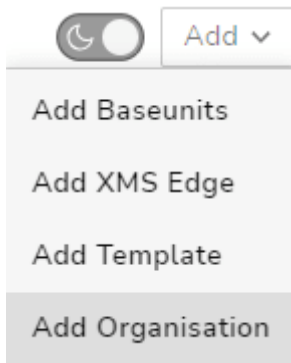 Add
Add Baseunits
Add XMS Edge
Add Template
Add Organisation